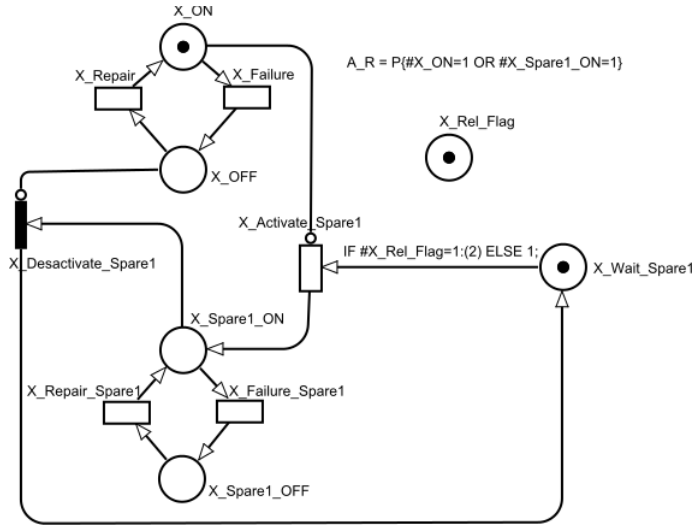 X_ON
X_Repair
X_Failure
A_R = P{#X_ON=1 OR #X_Spare1_ON=1}
X_Rel_Flag
X_OFF
X_Activate_Spare1
IF #X_Rel_Flag=1:(2) ELSE 1;
X_Desactivate_Spare1
X_Wait_Spare1
X_Spare1_ON
X_Repair_Spare1
X_Failure_Spare1
X_Spare1_OFF